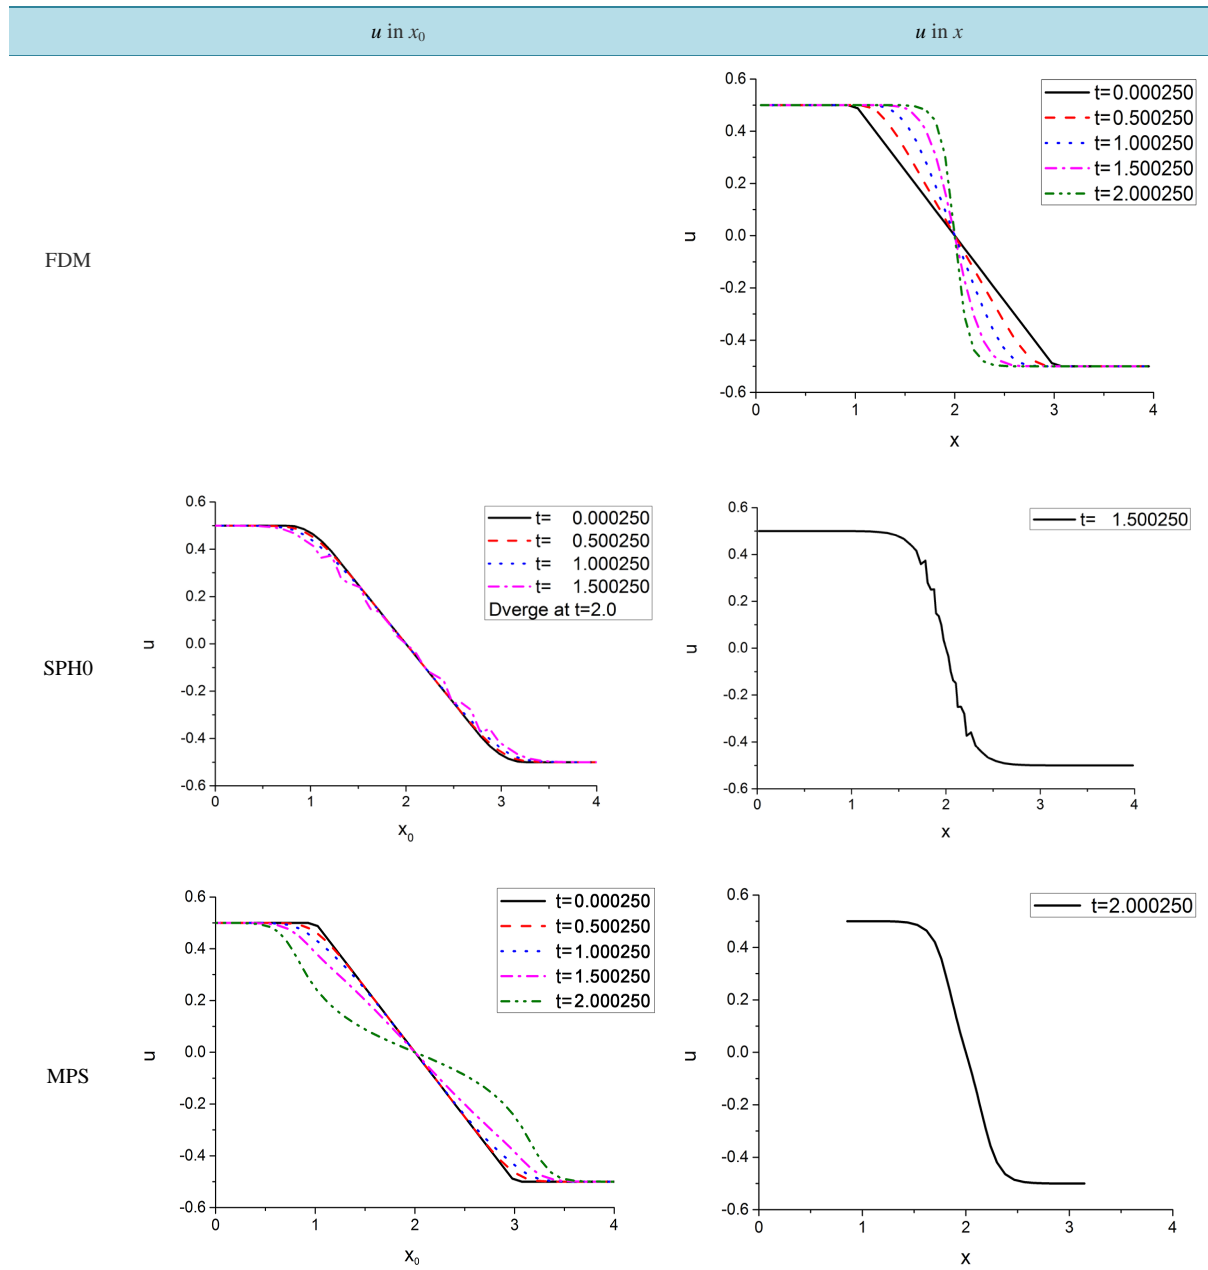 u in x₀ u in x
FDM
0.6
0.4
0.2
0.0
-0.2
-0.4
-0.6
u
0 1 2 3 4
x
t=0.000250
t=0.500250
t=1.000250
t=1.500250
t=2.000250
SPH0
0.6
0.4
0.2
0.0
-0.2
-0.4
-0.6
u
0 1 2 3 4
x₀
t= 0.000250
t= 0.500250
t= 1.000250
t= 1.500250
Dverge at t=2.0
0.6
0.4
0.2
0.0
-0.2
-0.4
-0.6
u
0 1 2 3 4
x
t= 1.500250
MPS
0.6
0.4
0.2
0.0
-0.2
-0.4
-0.6
u
0 1 2 3 4
x₀
t=0.000250
t=0.500250
t=1.000250
t=1.500250
t=2.000250
0.6
0.4
0.2
0.0
-0.2
-0.4
-0.6
u
0 1 2 3 4
x
t=2.000250